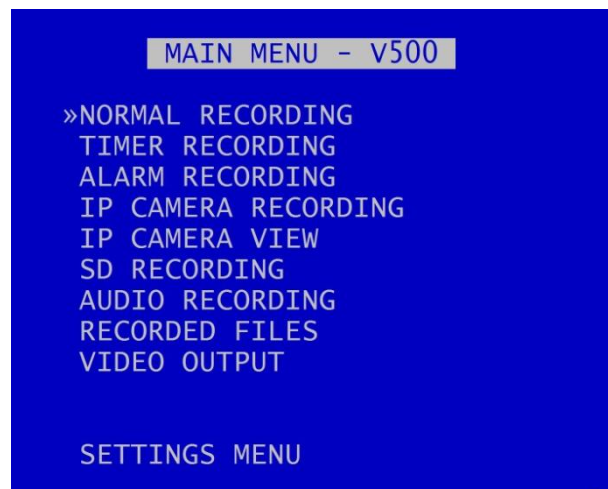 MAIN MENU - V500
»NORMAL RECORDING
TIMER RECORDING
ALARM RECORDING
IP CAMERA RECORDING
IP CAMERA VIEW
SD RECORDING
AUDIO RECORDING
RECORDED FILES
VIDEO OUTPUT
SETTINGS MENU